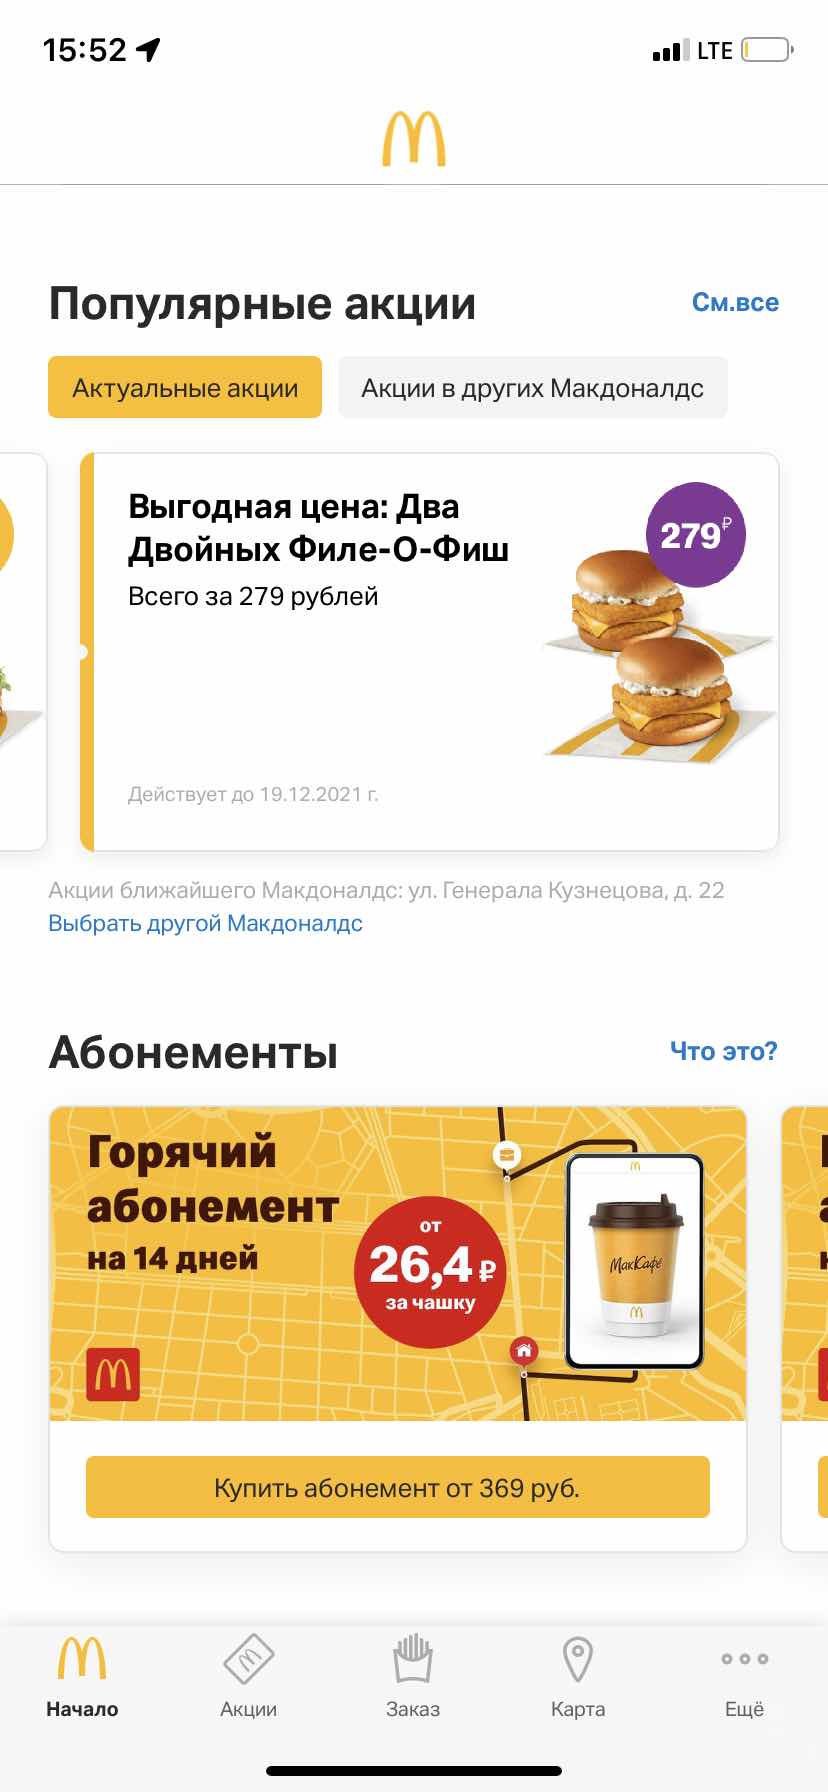 15:52
LTE
Популярные акции
См.все
Актуальные акции
Акции в других Макдоналдс
Выгодная цена: Два
Двойных Филе-О-Фиш
Всего за 279 рублей
279₽
Действует до 19.12.2021 г.
Акции ближайшего Макдоналдс: ул. Генерала Кузнецова, д. 22
Выбрать другой Макдоналдс
Абонементы
Что это?
Горячий
абонемент
на 14 дней
от
26,4 ₽
за чашку
МакКафе
Купить абонемент от 369 руб.
Начало
Акции
Заказ
Карта
Ещё